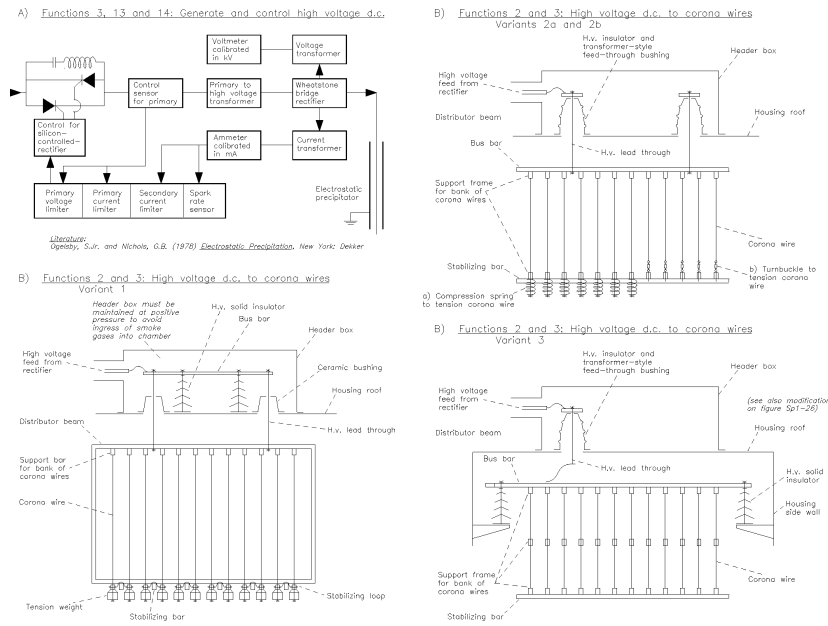 A) Functions 3, 13 and 14: Generate and control high voltage d.c.
Voltmeter
calibrated
in kV
Voltage
transformer
Control
sensor
for primary
Primary to
high voltage
transformer
Wheatstone
bridge
rectifier
Control for
silicon-
controlled-
rectifier
Ammeter
calibrated
in mA
Current
transformer
Primary
voltage
limiter
Primary
current
limiter
Secondary
current
limiter
Spark
rate
sensor
Electrostatic
precipitator
Literature:
Ogelsby, S.Jr. and Nichols, G.B. (1978) Electrostatic Precipitation, New York: Dekker
B) Functions 2 and 3: High voltage d.c. to corona wires
Variant 1
Header box must be
maintained at positive
pressure to avoid
ingress of smoke
gases into chamber
H.v. solid insulator
Bus bar
Header box
High voltage
feed from
rectifier
Ceramic bushing
Housing roof
Distributor beam
H.v. lead through
Support bar
for bank of
corona wires
Corona wire
Tension weight
Stabilizing loop
Stabilizing bar
B) Functions 2 and 3: High voltage d.c. to corona wires
Variants 2a and 2b
H.v. insulator and
transformer-style
feed-through bushing
Header box
High voltage
feed from
rectifier
Distributor beam
Housing roof
Bus bar
H.v. lead through
Support frame
for bank of
corona wires
Corona wire
Stabilizing bar
b) Turnbuckle to
tension corona
wire
a) Compression spring
to tension corona wire
B) Functions 2 and 3: High voltage d.c. to corona wires
Variant 3
H.v. insulator and
transformer-style
feed-through bushing
Header box
High voltage
feed from
rectifier
(see also modification
on figure Sp1-26)
Distributor beam
Housing roof
Bus bar
H.v. lead through
H.v. solid
insulator
Housing
side wall
Support frame
for bank of
corona wires
Corona wire
Stabilizing bar